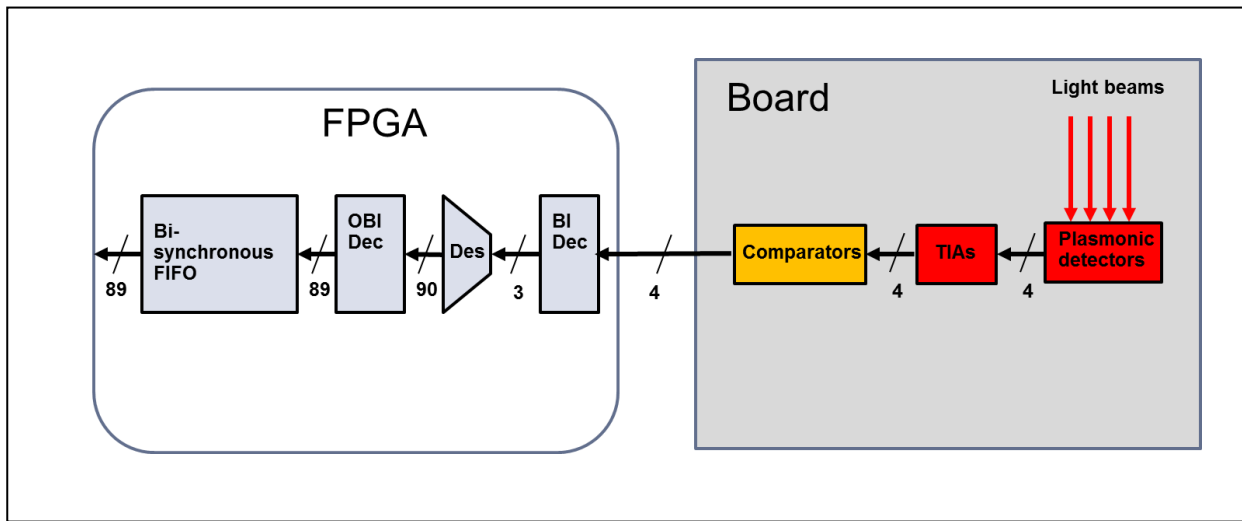 FPGA
Board
Light beams
Bi-
synchronous
FIFO
OBI
Dec
Des
BI
Dec
Comparators
TIAs
Plasmonic
detectors
89
89
90
3
4
4
4